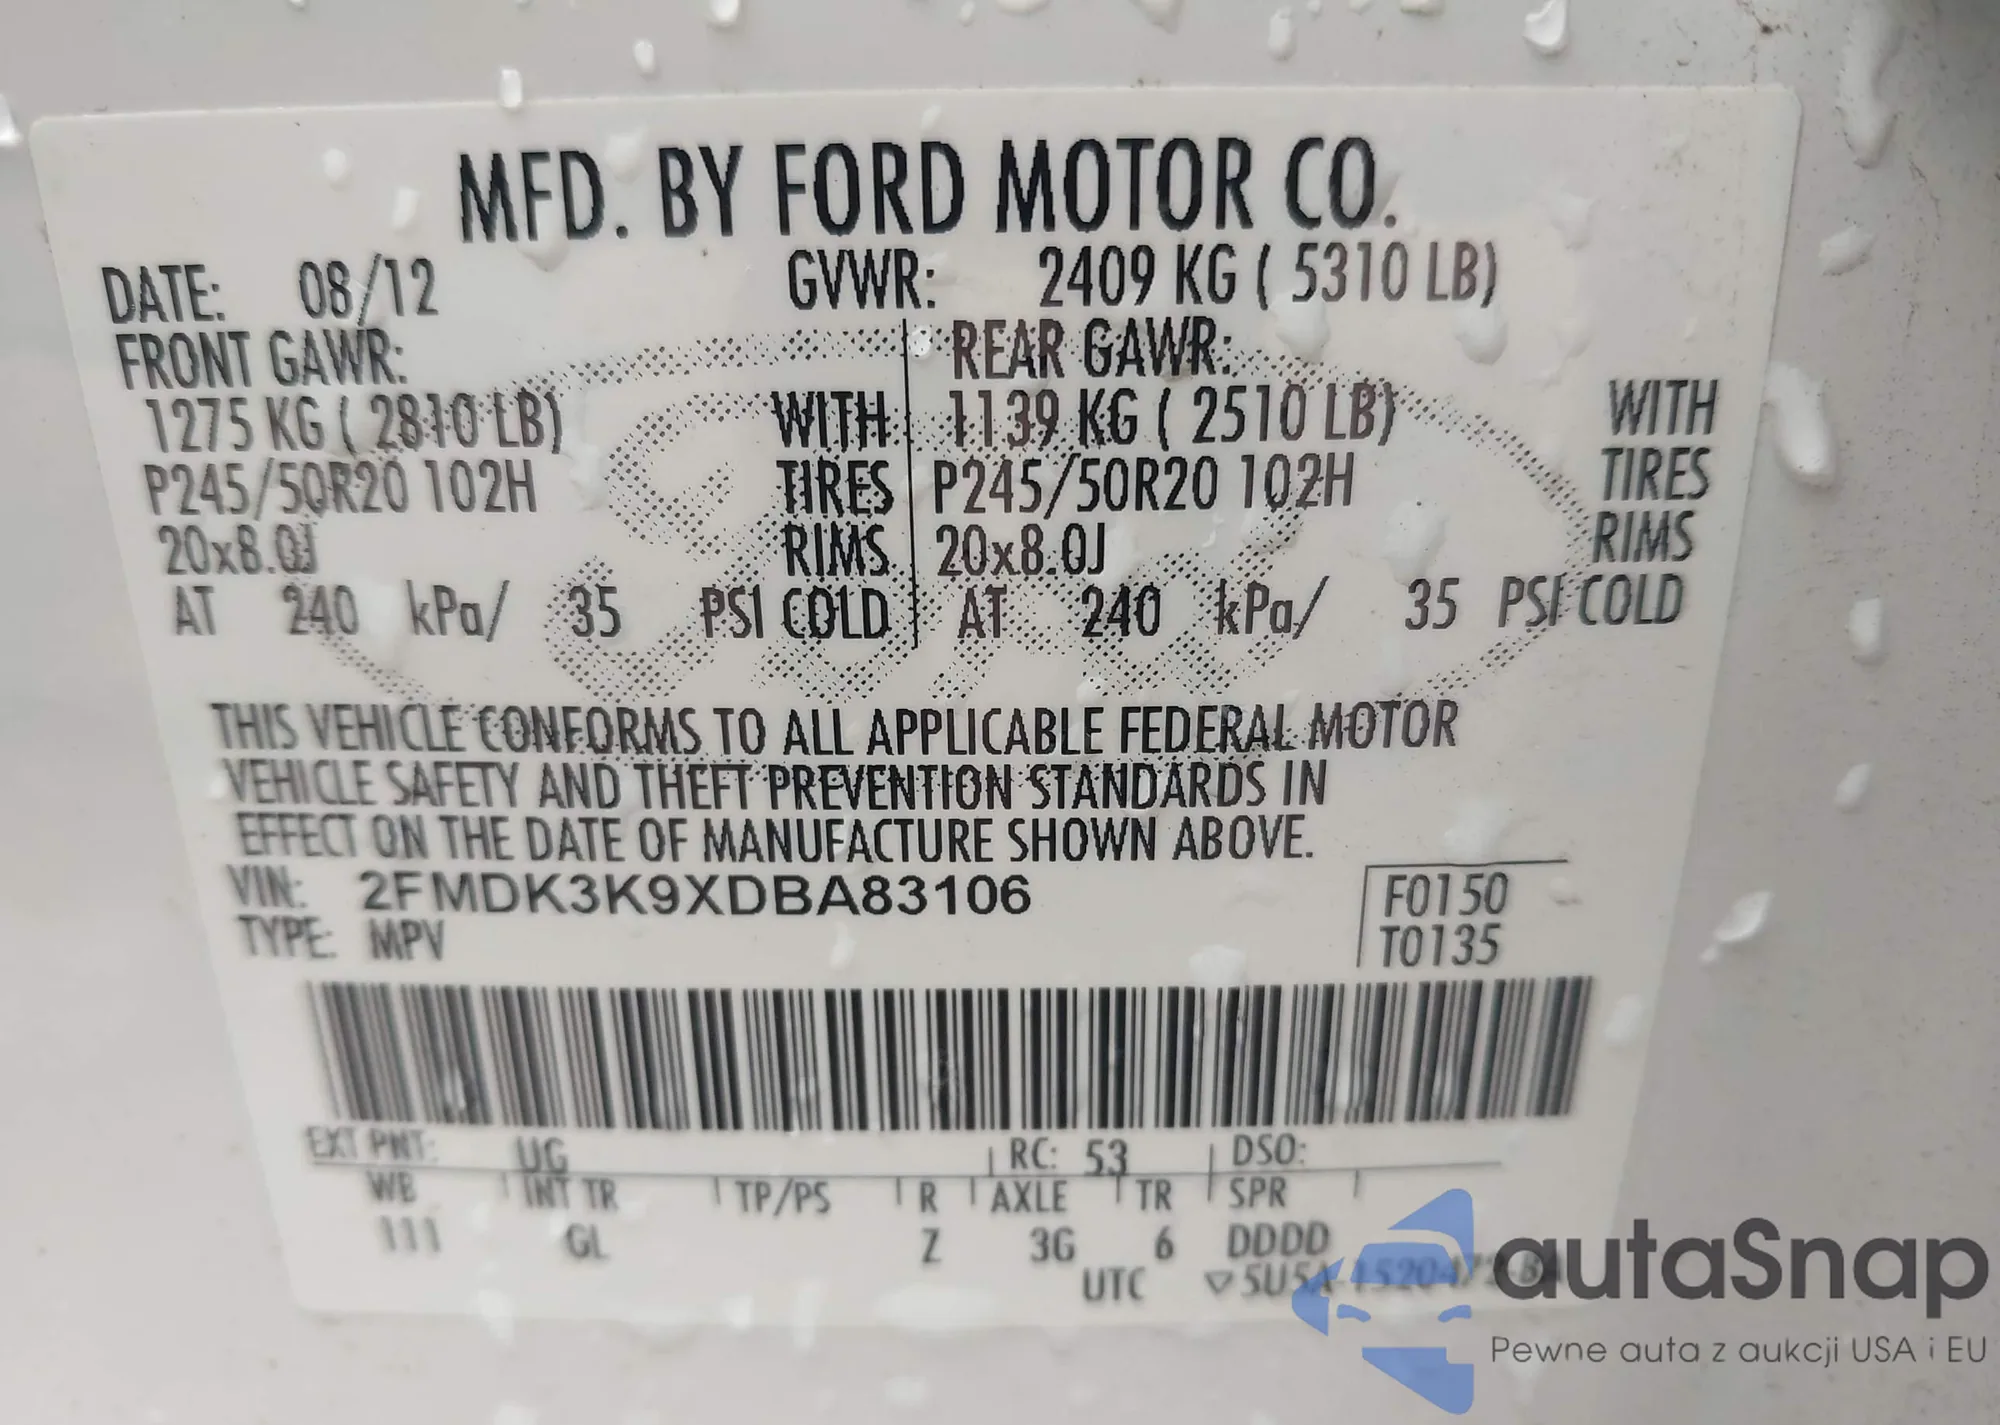 MFD. BY FORD MOTOR CO.
DATE: 08/12 GVWR: 2409 KG ( 5310 LB)
FRONT GAWR: REAR GAWR:
1275 KG ( 2810 LB) WITH 1139 KG ( 2510 LB) WITH
P245/50R20 102H TIRES P245/50R20 102H TIRES
20x8.0J RIMS 20x8.0J RIMS
AT 240 kPa/ 35 PSI COLD AT 240 kPa/ 35 PSI COLD
THIS VEHICLE CONFORMS TO ALL APPLICABLE FEDERAL MOTOR
VEHICLE SAFETY AND THEFT PREVENTION STANDARDS IN
EFFECT ON THE DATE OF MANUFACTURE SHOWN ABOVE.
VIN: 2FMDK3K9XDBA83106 F0150
TYPE: MPV T0135
EXT PNT: UG RC: 53 DSO:
WB INT TR TP/PS R AXLE TR SPR
111 GL Z 3G 6 DDDD
UTC ▽5U5A-1520472-BA
autaSnap
Pewne auta z aukcji USA i EU